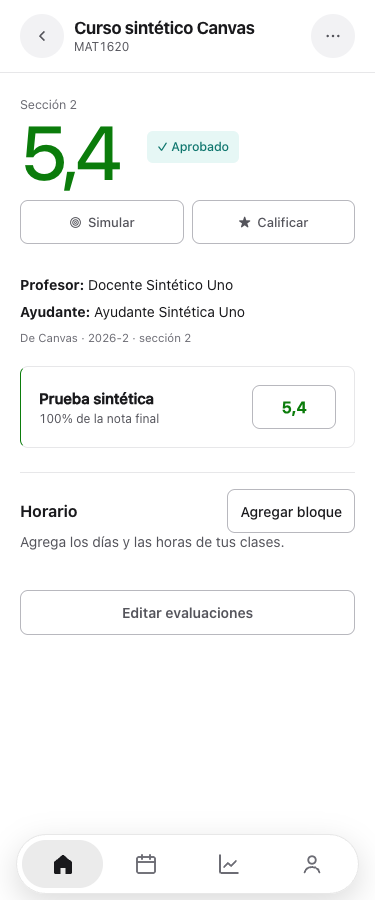 Curso sintético Canvas
MAT1620
Sección 2
5,4
Aprobado
Simular
Calificar
Profesor: Docente Sintético Uno
Ayudante: Ayudante Sintética Uno
De Canvas · 2026-2 · sección 2
Prueba sintética
100% de la nota final
5,4
Horario
Agregar bloque
Agrega los días y las horas de tus clases.
Editar evaluaciones